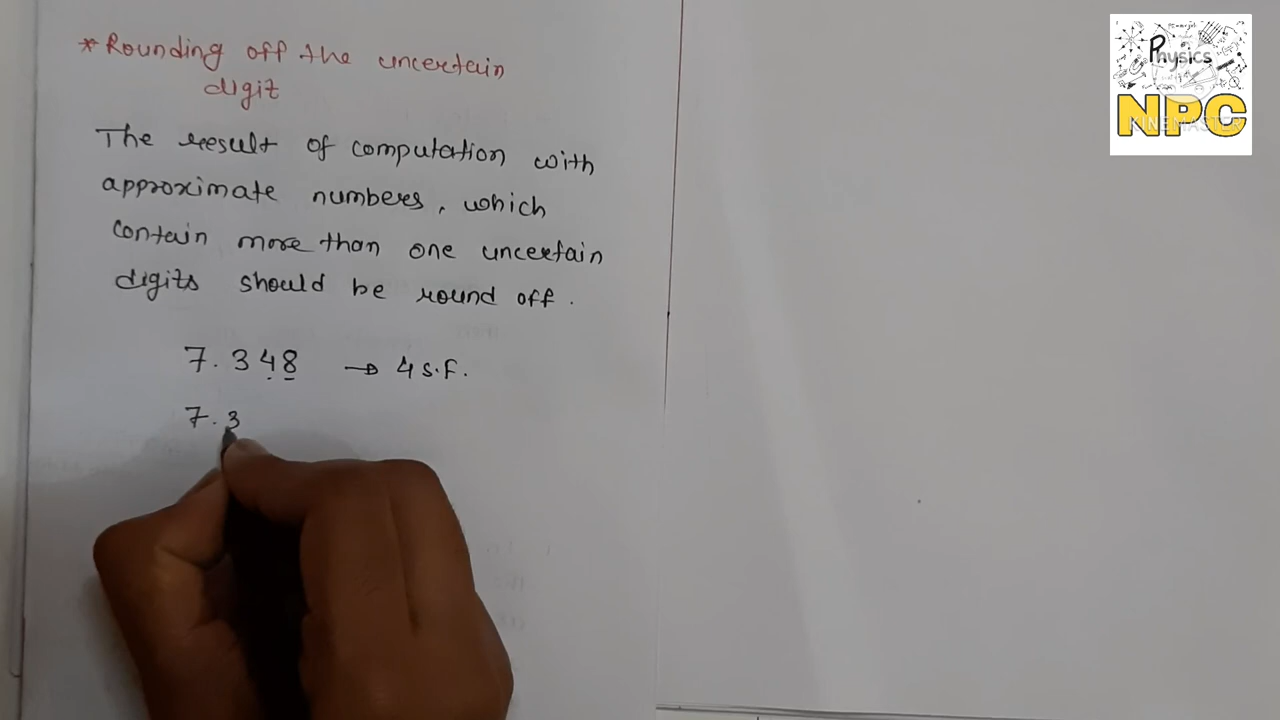 * Rounding off the uncertain
digit
The result of computation with
approximate numbers, which
contain more than one uncertain
digits should be round off.
7.348 → 4 s.f.
7.3
Physics
NPC
KINEMASTER